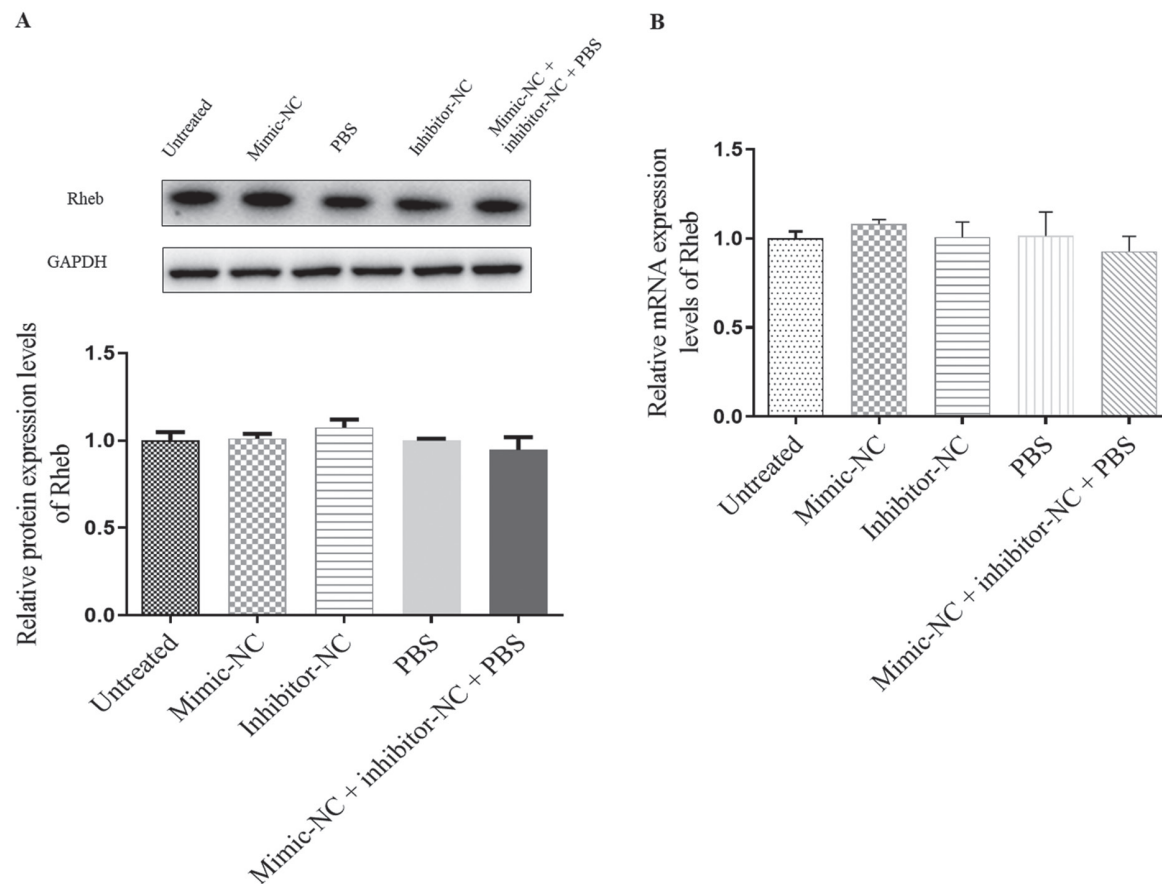 A
Untreated
Mimic-NC
PBS
Inhibitor-NC
Mimic-NC +
inhibitor-NC + PBS
Rheb
GAPDH
Relative protein expression levels
of Rheb
1.5
1.0
0.5
0.0
Untreated
Mimic-NC
Inhibitor-NC
PBS
Mimic-NC + inhibitor-NC + PBS
B
Relative mRNA expression
levels of Rheb
1.5
1.0
0.5
0.0
Untreated
Mimic-NC
Inhibitor-NC
PBS
Mimic-NC + inhibitor-NC + PBS